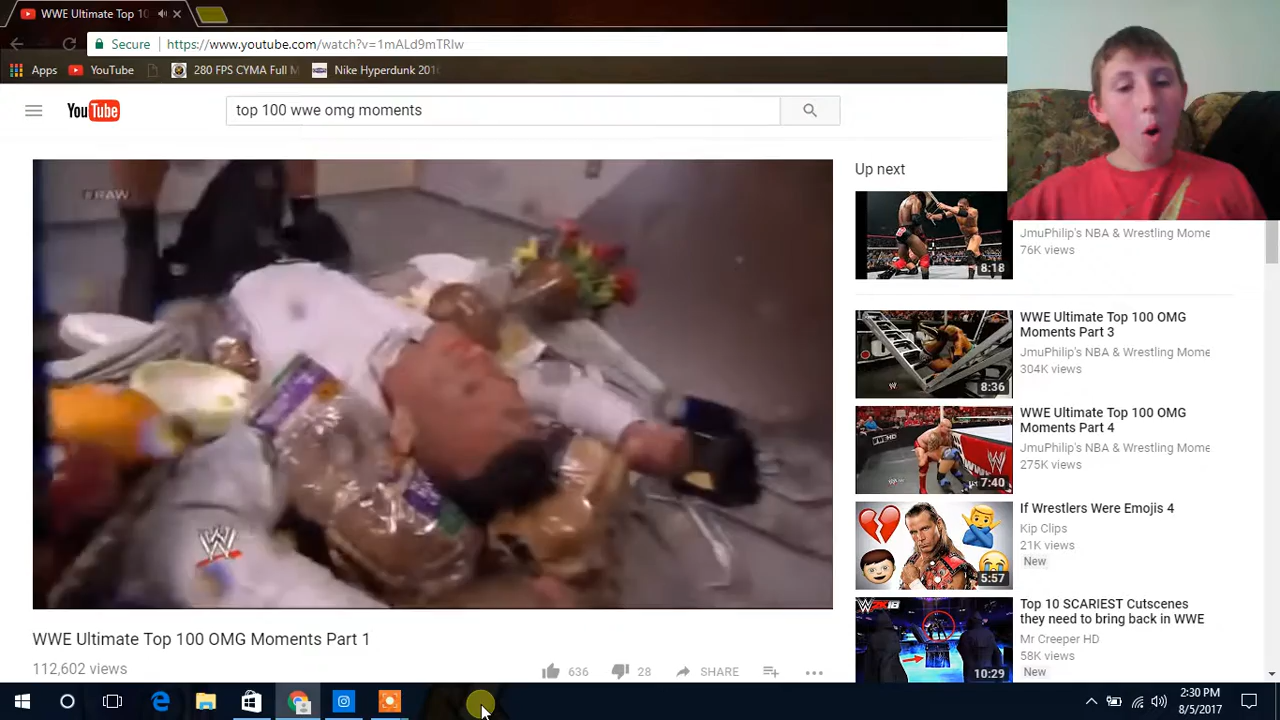 WWE Ultimate Top 10
Secure https://www.youtube.com/watch?v=1mALd9mTRIw
Apps YouTube 280 FPS CYMA Full M Nike Hyperdunk 2016
YouTube
top 100 wwe omg moments
RAW
Up next
JmuPhilip's NBA & Wrestling Mome
76K views
8:18
WWE Ultimate Top 100 OMG
Moments Part 3
JmuPhilip's NBA & Wrestling Mome
304K views
8:36
WWE Ultimate Top 100 OMG
Moments Part 4
JmuPhilip's NBA & Wrestling Mome
275K views
7:40
If Wrestlers Were Emojis 4
Kip Clips
21K views
New
5:57
Top 10 SCARIEST Cutscenes
they need to bring back in WWE
Mr Creeper HD
58K views
New
2K18
10:29
WWE Ultimate Top 100 OMG Moments Part 1
112,602 views
636 28 SHARE
2:30 PM
8/5/2017